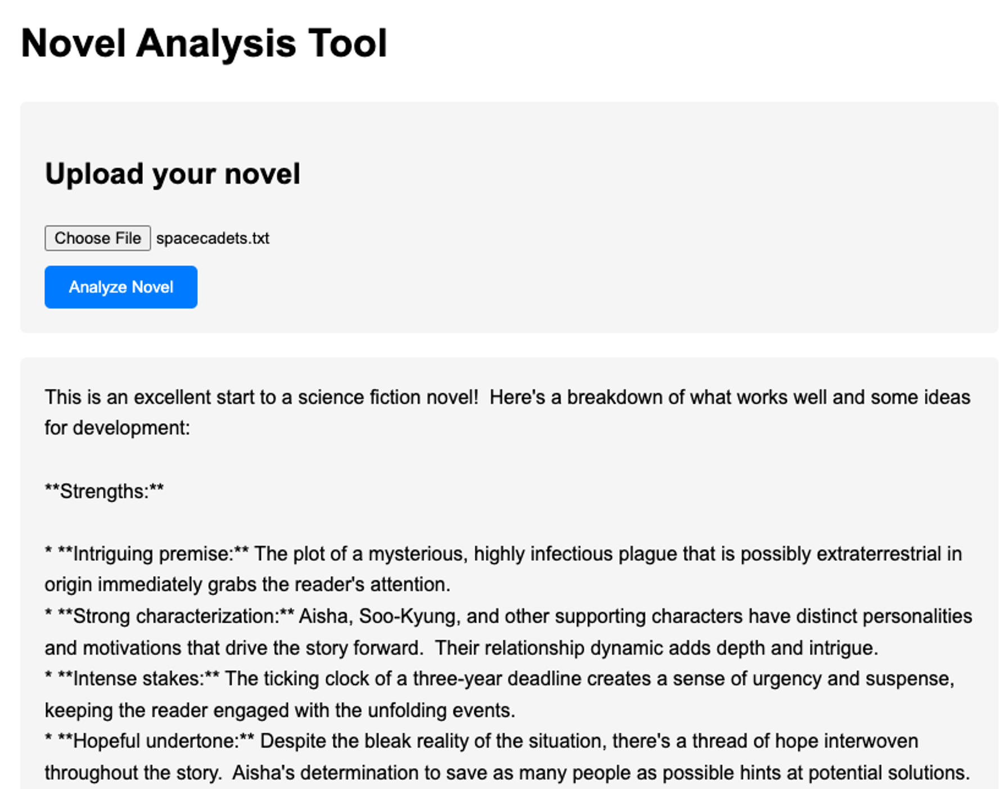 Novel Analysis Tool
Upload your novel
Choose File spacecadets.txt
Analyze Novel
This is an excellent start to a science fiction novel!  Here's a breakdown of what works well and some ideas
for development:
**Strengths:**
* **Intriguing premise:** The plot of a mysterious, highly infectious plague that is possibly extraterrestrial in
origin immediately grabs the reader's attention.
* **Strong characterization:** Aisha, Soo-Kyung, and other supporting characters have distinct personalities
and motivations that drive the story forward.  Their relationship dynamic adds depth and intrigue.
* **Intense stakes:** The ticking clock of a three-year deadline creates a sense of urgency and suspense,
keeping the reader engaged with the unfolding events.
* **Hopeful undertone:** Despite the bleak reality of the situation, there's a thread of hope interwoven
throughout the story.  Aisha's determination to save as many people as possible hints at potential solutions.